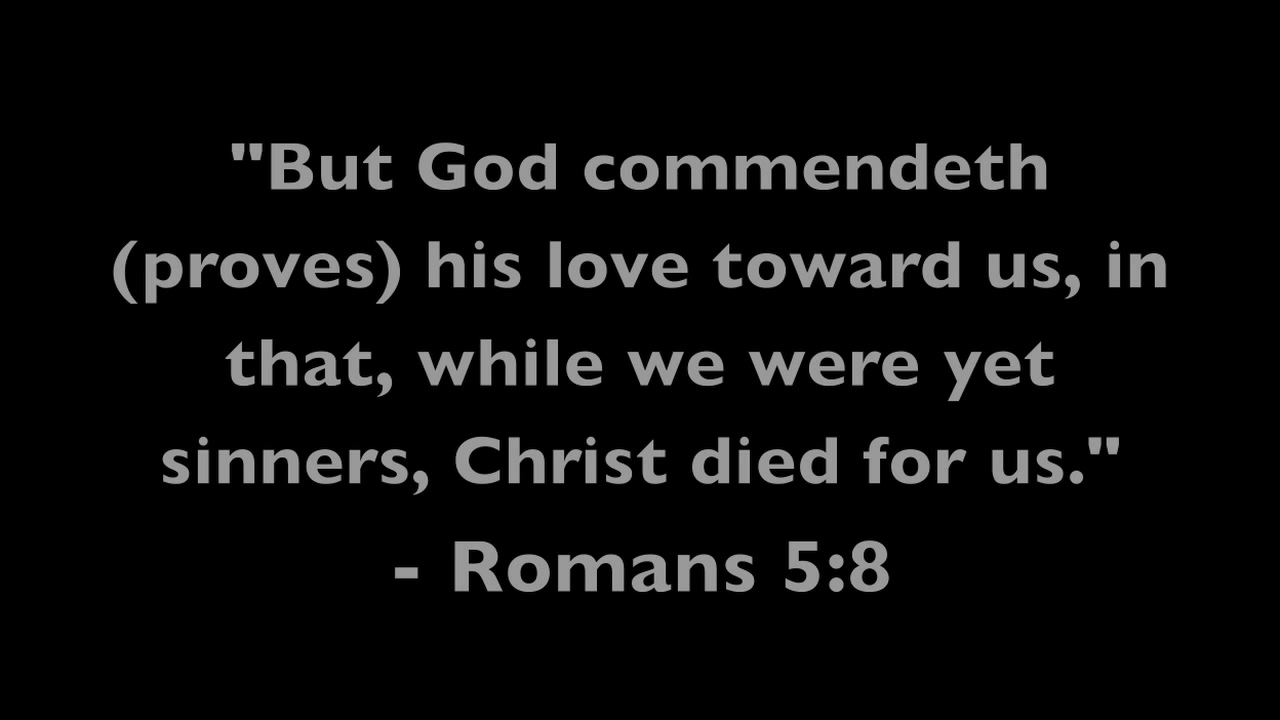 "But God commendeth
(proves) his love toward us, in
that, while we were yet
sinners, Christ died for us."
- Romans 5:8